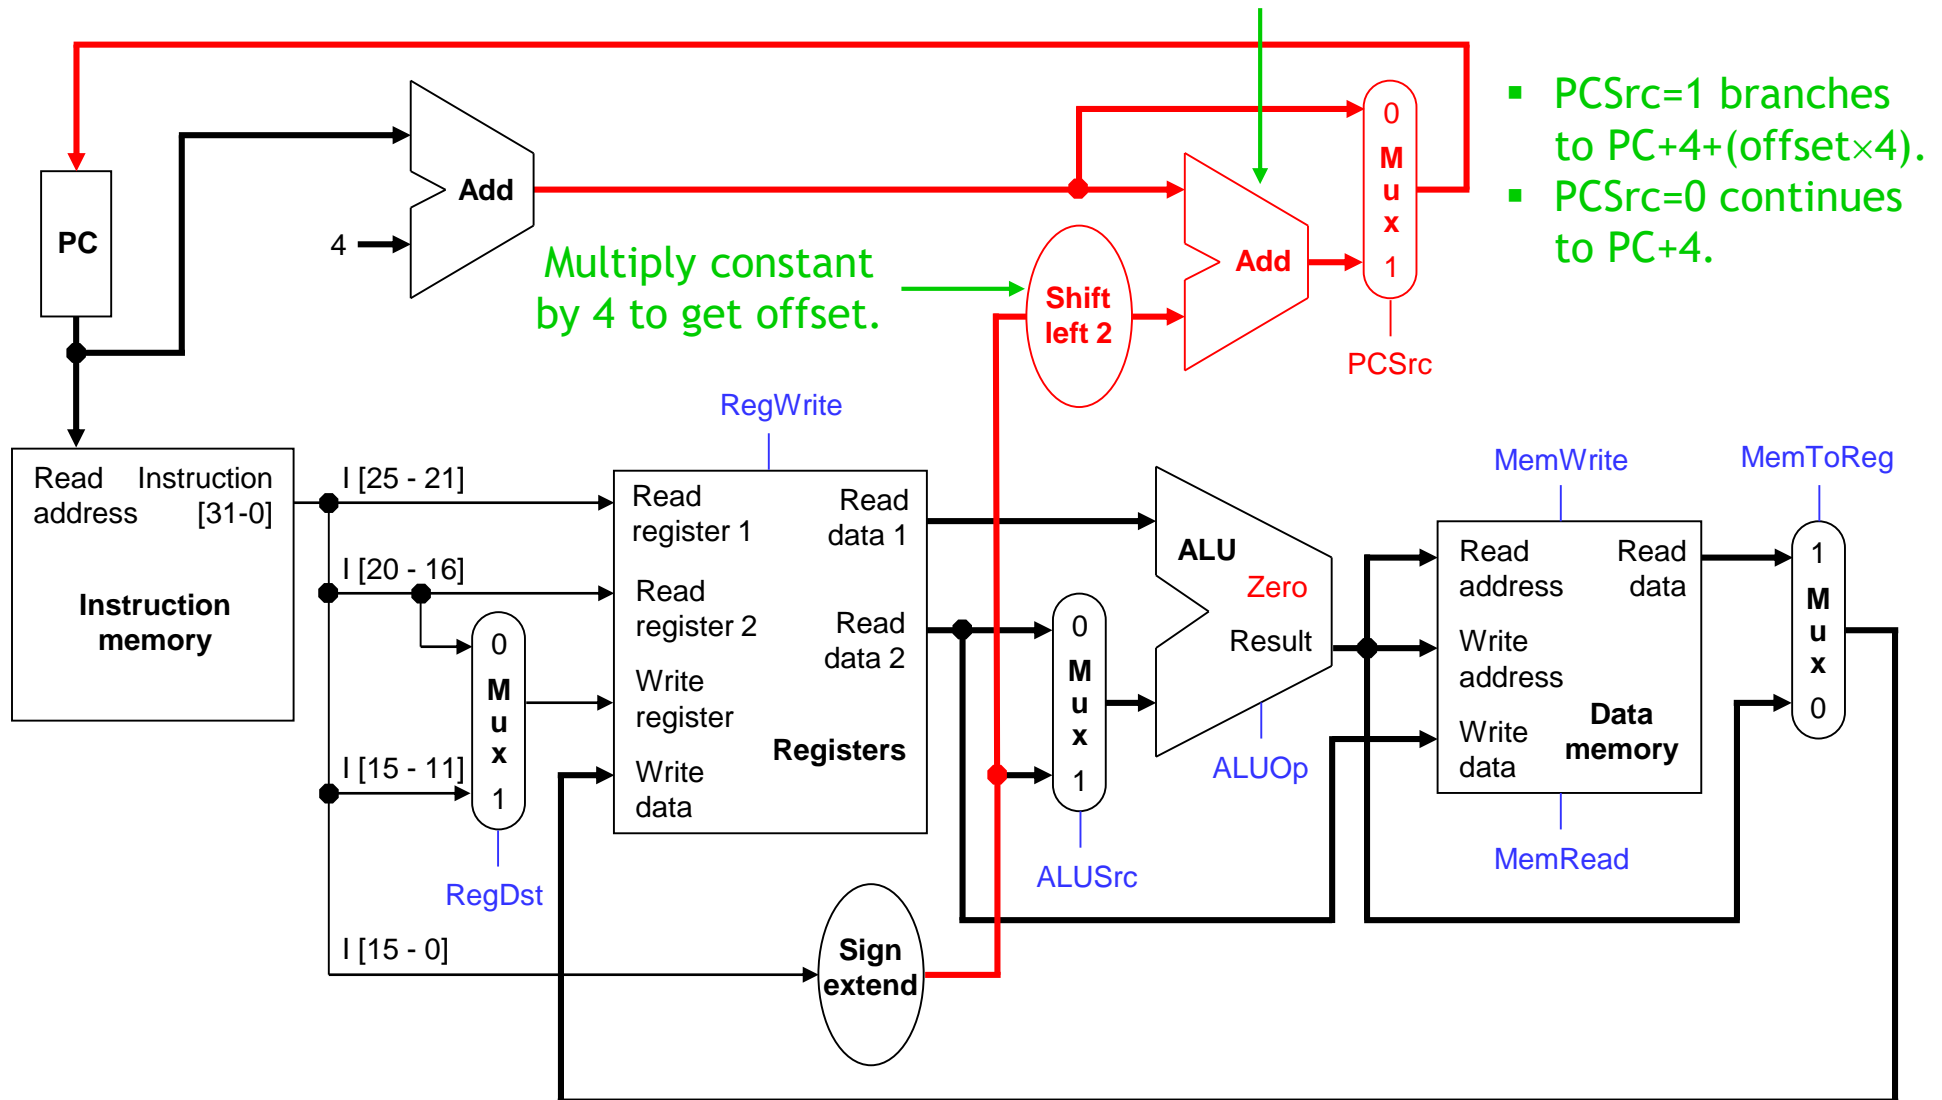 ▪ PCSrc=1 branches
to PC+4+(offset×4).
▪ PCSrc=0 continues
to PC+4.
0
M
u
x
1
PCSrc
Add
PC
4
Add
Multiply constant
by 4 to get offset.
Shift
left 2
RegWrite
MemWrite
MemToReg
Read address
Instruction [31-0]
Instruction
memory
I [25 - 21]
I [20 - 16]
I [15 - 11]
I [15 - 0]
0
M
u
x
1
RegDst
Read
register 1
Read
data 1
Read
register 2
Read
data 2
Write
register
Registers
Write
data
Sign
extend
0
M
u
x
1
ALUSrc
ALU
Zero
Result
ALUOp
Read
address
Read
data
Write
address
Data
memory
Write
data
MemRead
1
M
u
x
0